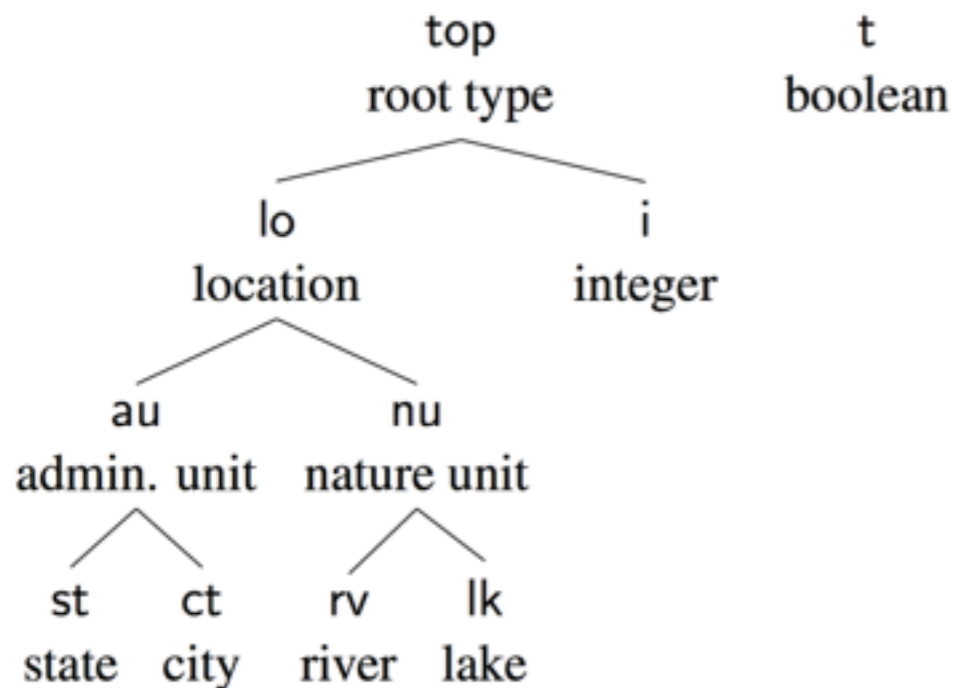 top t
root type boolean
lo i
location integer
au nu
admin. unit nature unit
st ct rv lk
state city river lake